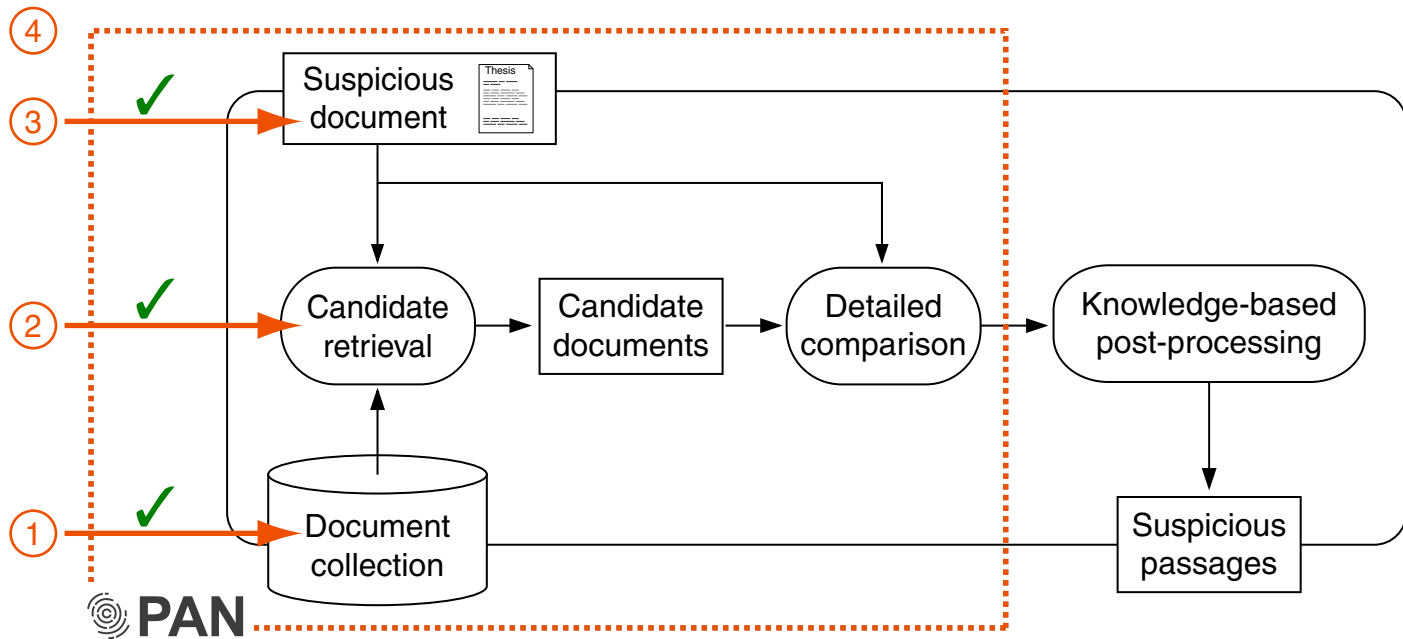 4
Thesis
Suspicious
document
3
2
Candidate
retrieval
Candidate
documents
Detailed
comparison
Knowledge-based
post-processing
1
Document
collection
Suspicious
passages
PAN